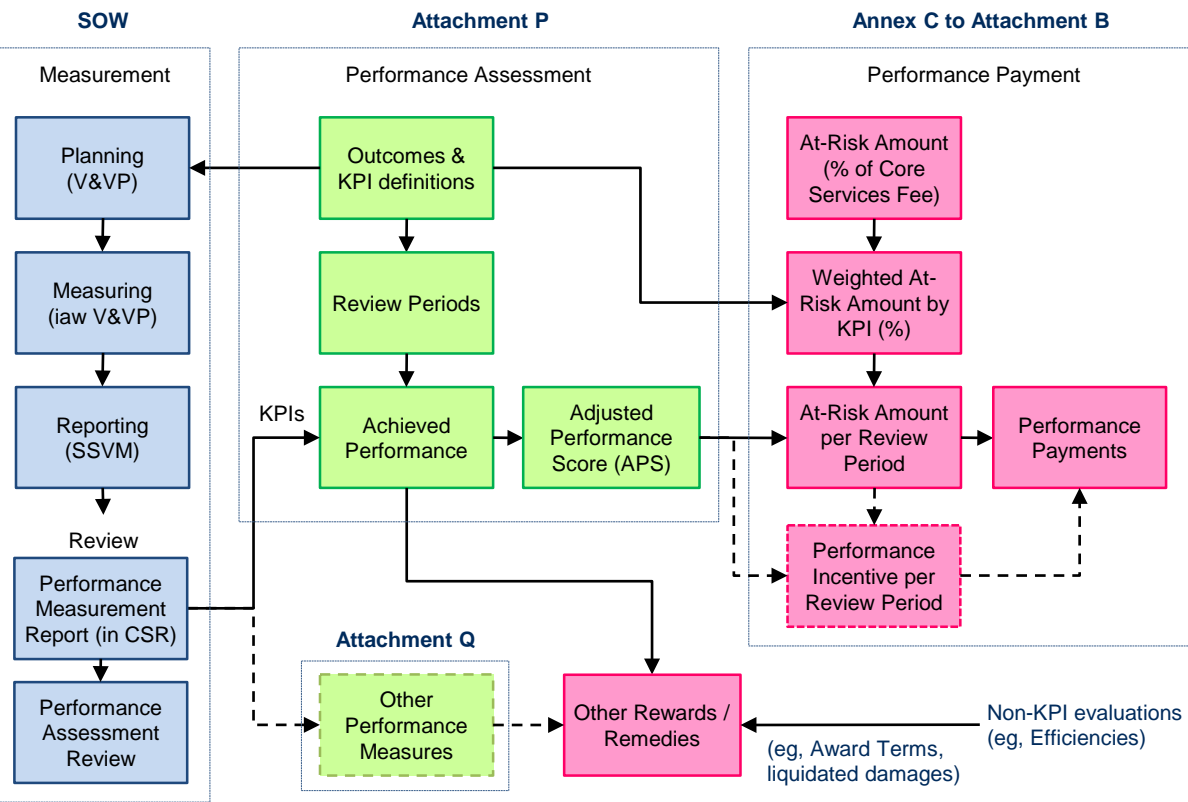 SOW
Attachment P
Annex C to Attachment B
Measurement
Performance Assessment
Performance Payment
Planning
(V&VP)
Outcomes &
KPI definitions
At-Risk Amount
(% of Core
Services Fee)
Measuring
(iaw V&VP)
Review Periods
Weighted At-
Risk Amount by
KPI (%)
Reporting
(SSVM)
KPIs
Achieved
Performance
Adjusted
Performance
Score (APS)
At-Risk Amount
per Review
Period
Performance
Payments
Review
Performance
Measurement
Report (in CSR)
Performance
Incentive per
Review Period
Attachment Q
Performance
Assessment
Review
Other
Performance
Measures
Other Rewards /
Remedies
(eg, Award Terms,
liquidated damages)
Non-KPI evaluations
(eg, Efficiencies)